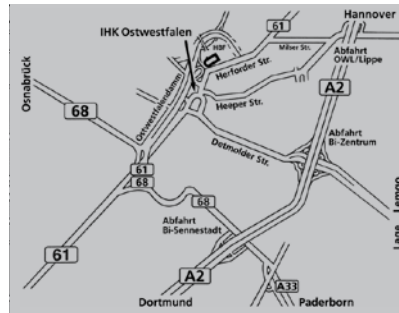 Hannover
61
IHK Ostwestfalen
HBF
Milser Str.
Abfahrt
OWL/Lippe
Herforder Str.
A2
Osnabrück
68
Ostwestfalendamm
Heeper Str.
Detmolder Str.
Abfahrt
Bi-Zentrum
61
68
68
Lage Lemgo
Abfahrt
Bi-Sennestadt
61
A2
A33
Dortmund
Paderborn